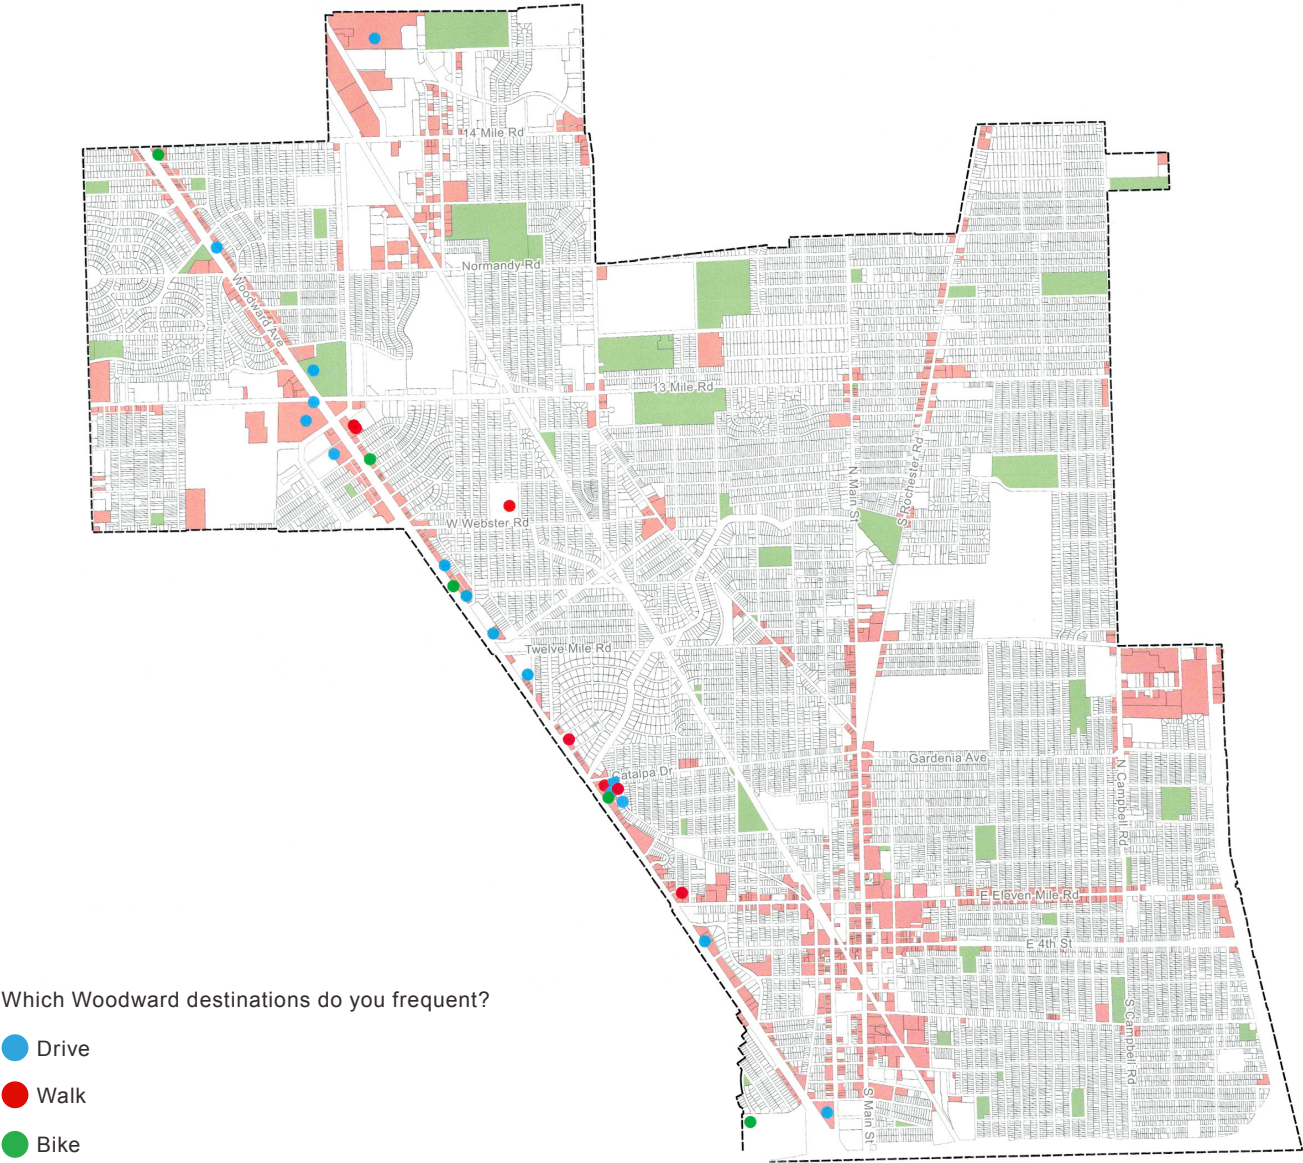 14 Mile Rd
Normandy Rd
Woodward Ave
13 Mile Rd
N Main St
S Rochester Rd
W Webster Rd
Twelve Mile Rd
Catalpa Dr
Gardenia Ave
N Campbell Rd
E Eleven Mile Rd
E 4th St
S Campbell Rd
S Main St
Which Woodward destinations do you frequent?
Drive
Walk
Bike